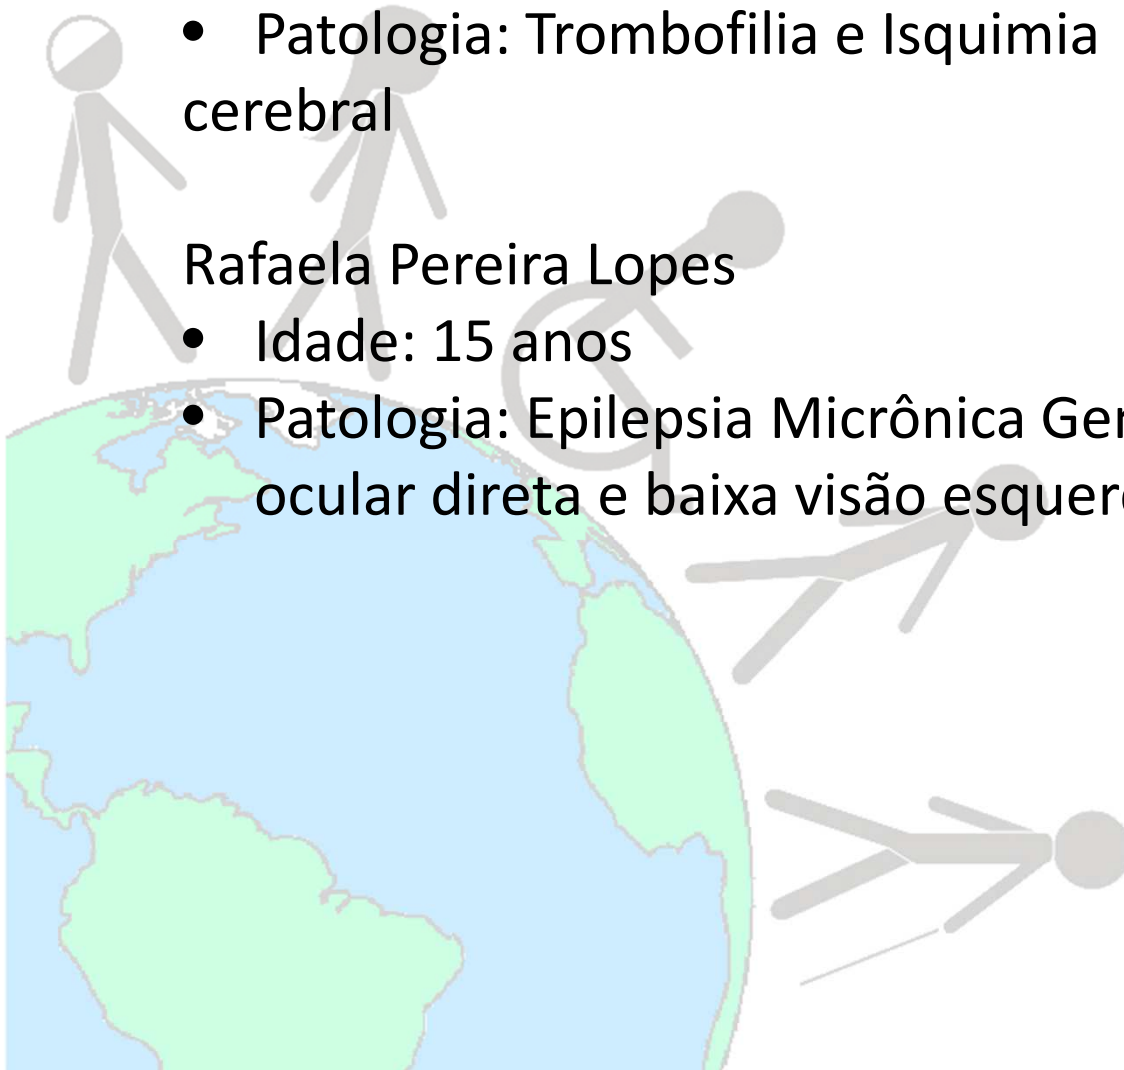 • Patologia: Trombofilia e Isquimia
cerebral
Rafaela Pereira Lopes
• Idade: 15 anos
• Patologia: Epilepsia Micrônica
ocular direta e baixa visão